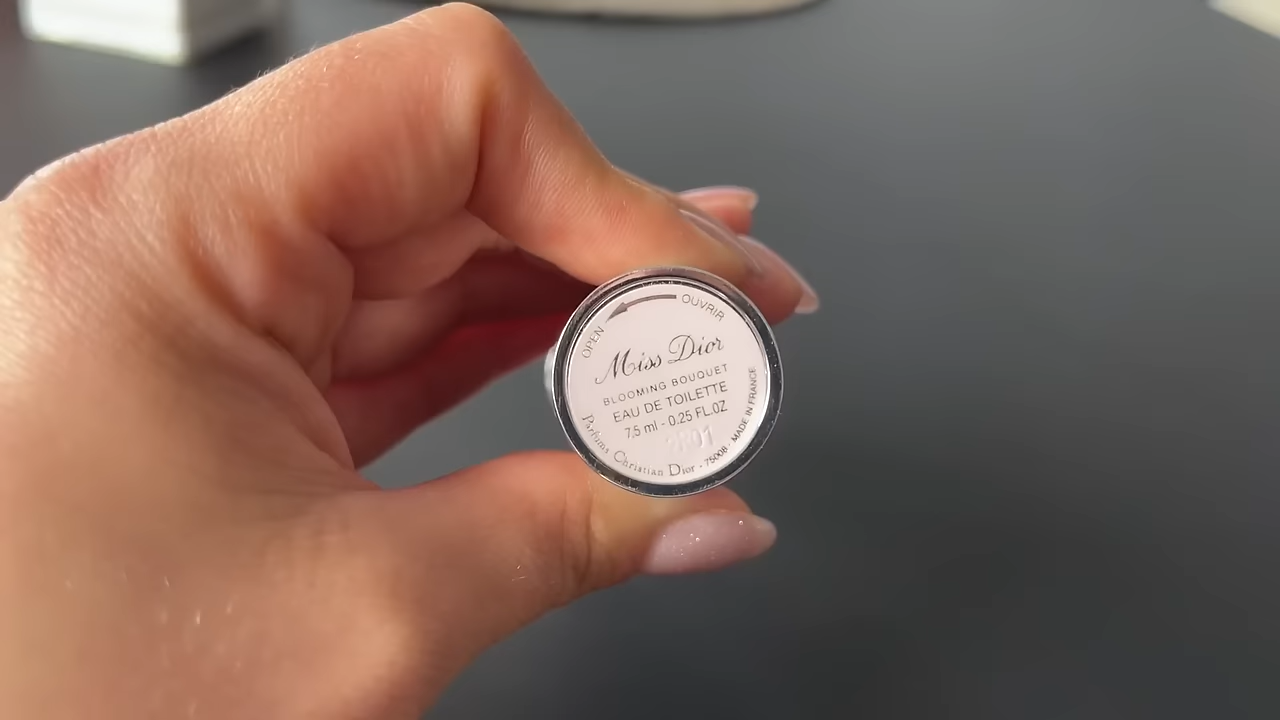 OUVRIR
OPEN
Miss Dior
BLOOMING BOUQUET
EAU DE TOILETTE
7,5 ml - 0.25 FL.OZ
Parfums Christian Dior - 75008 - MADE IN FRANCE